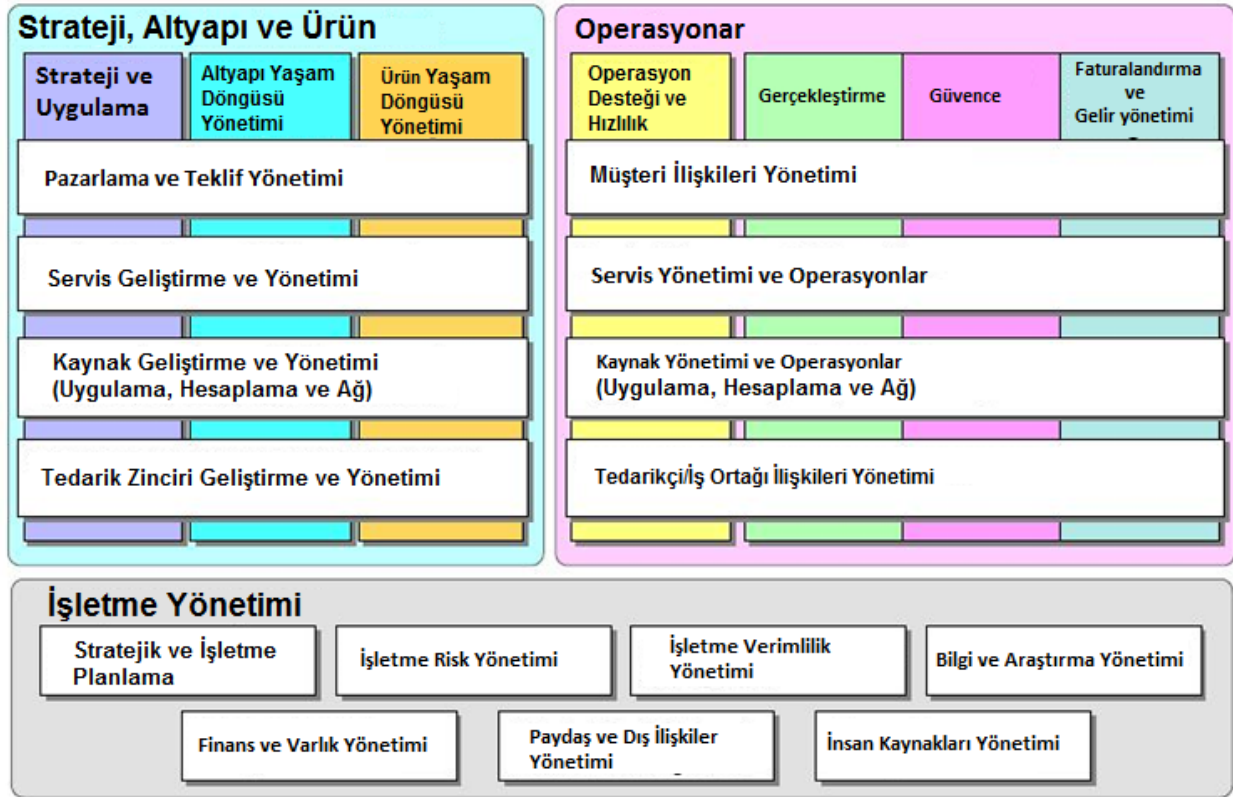 Strateji, Altyapı ve Ürün
Strateji ve
Uygulama
Altyapı Yaşam
Döngüsü
Yönetimi
Ürün Yaşam
Döngüsü
Yönetimi
Pazarlama ve Teklif Yönetimi
Servis Geliştirme ve Yönetimi
Kaynak Geliştirme ve Yönetimi
(Uygulama, Hesaplama ve Ağ)
Tedarik Zinciri Geliştirme ve Yönetimi
Operasyonar
Operasyon
Desteği ve
Hızlılık
Gerçekleştirme
Güvence
Faturalandırma
ve
Gelir yönetimi
Müşteri İlişkileri Yönetimi
Servis Yönetimi ve Operasyonlar
Kaynak Yönetimi ve Operasyonlar
(Uygulama, Hesaplama ve Ağ)
Tedarikçi/İş Ortağı İlişkileri Yönetimi
İşletme Yönetimi
Stratejik ve İşletme
Planlama
İşletme Risk Yönetimi
İşletme Verimlilik
Yönetimi
Bilgi ve Araştırma Yönetimi
Finans ve Varlık Yönetimi
Paydaş ve Dış İlişkiler
Yönetimi
İnsan Kaynakları Yönetimi